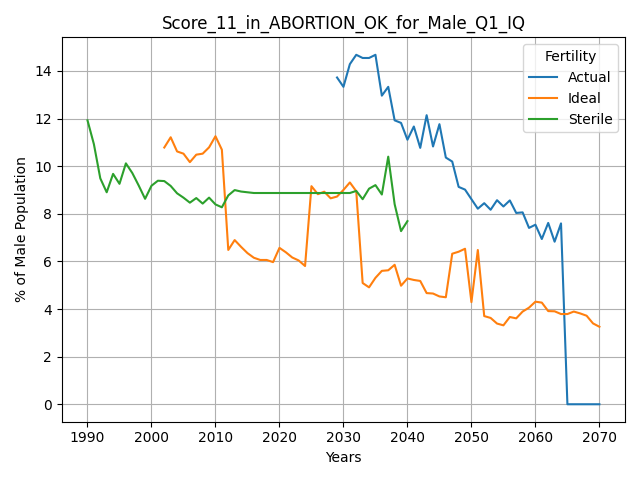 Score_11_in_ABORTION_OK_for_Male_Q1_IQ
Fertility
Actual
Ideal
Sterile
% of Male Population
14
12
10
8
6
4
2
0
1990 2000 2010 2020 2030 2040 2050 2060 2070
Years